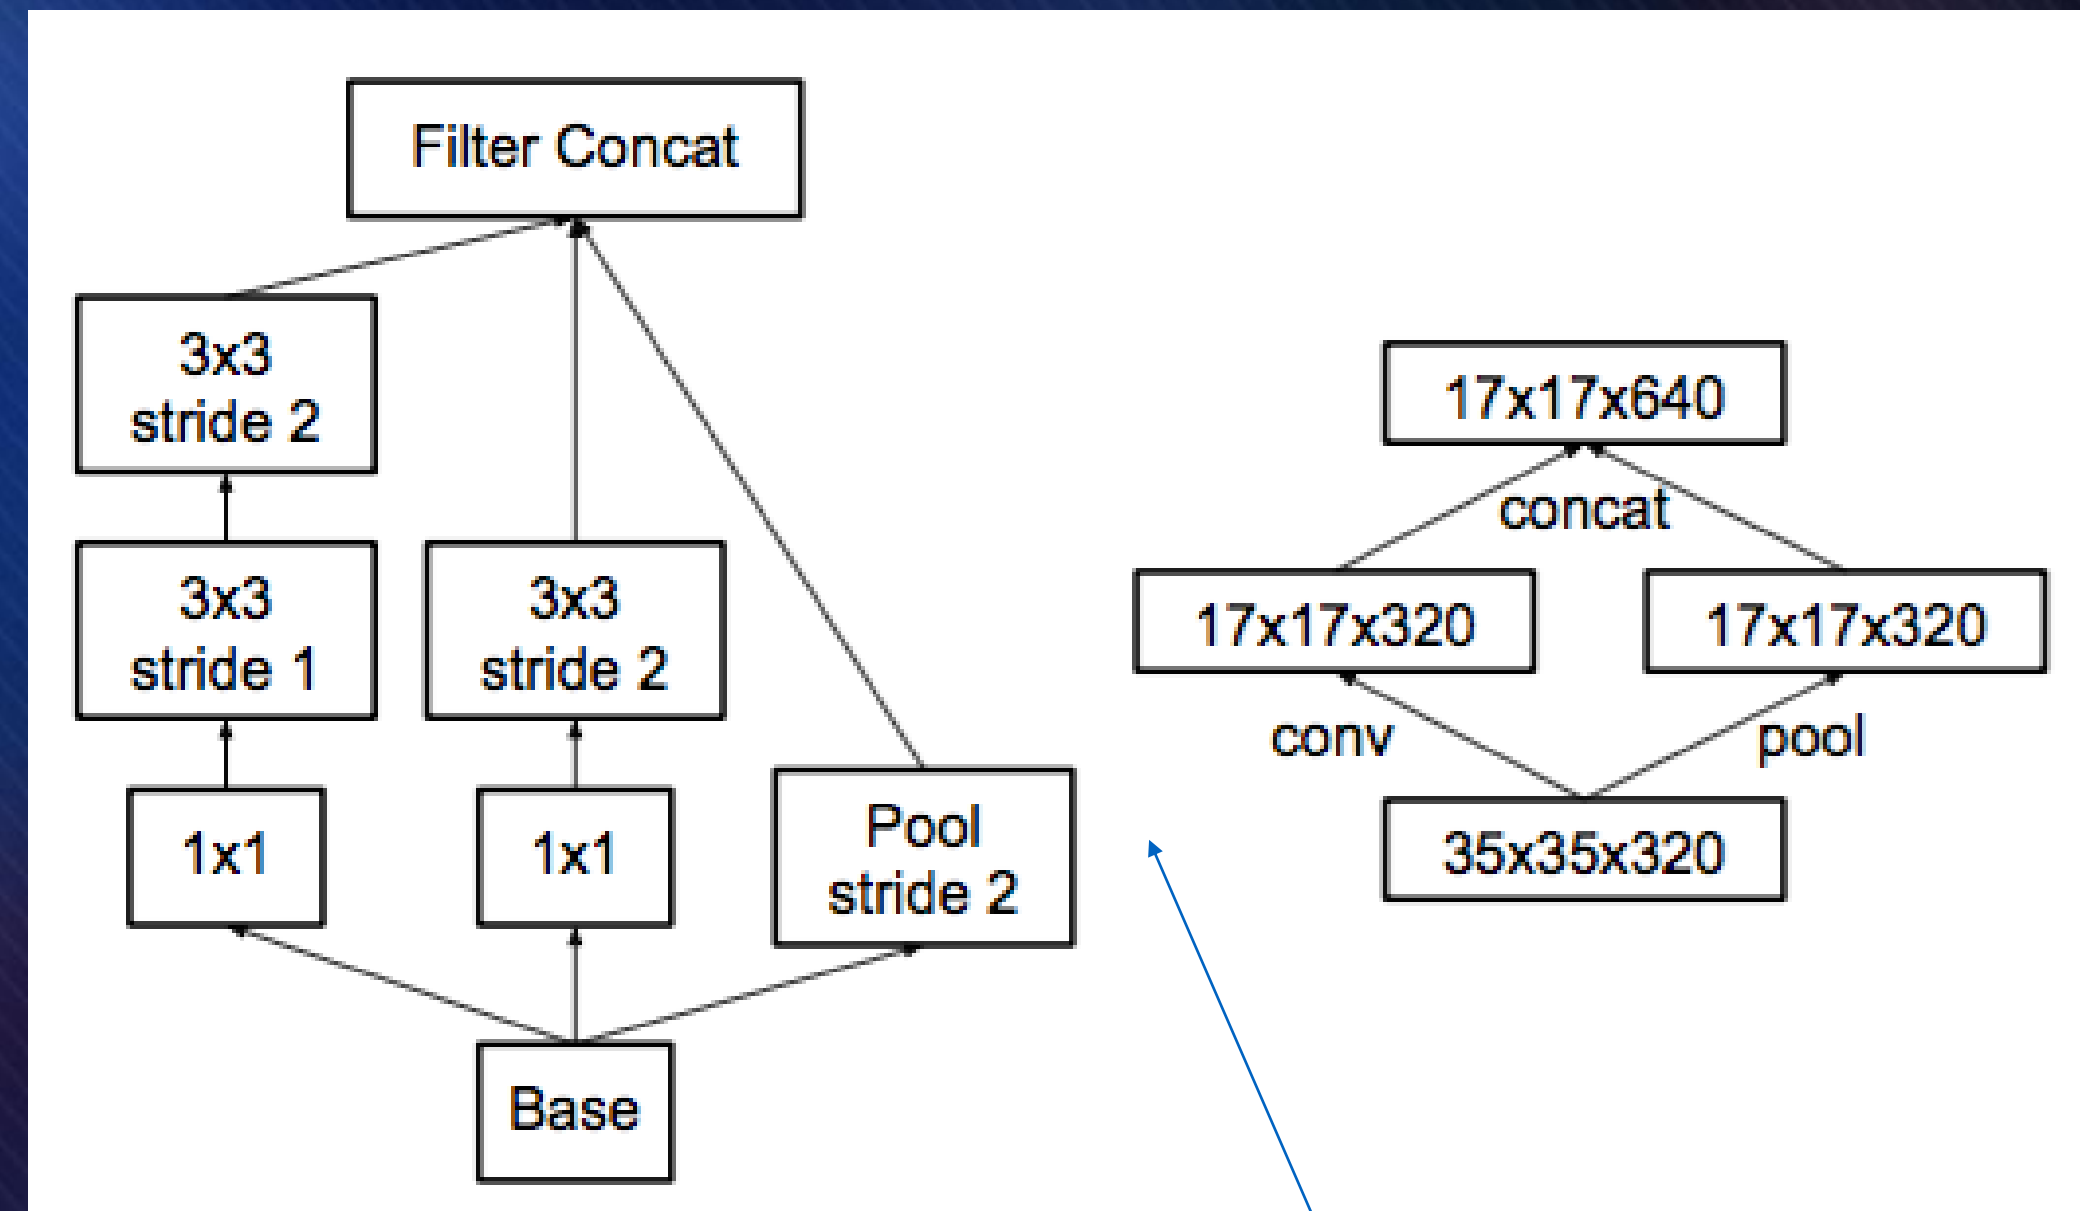 Filter Concat
3x3
stride 2
3x3
stride 1
3x3
stride 2
1x1
1x1
Pool
stride 2
Base
17x17x640
concat
17x17x320
17x17x320
conv
pool
35x35x320